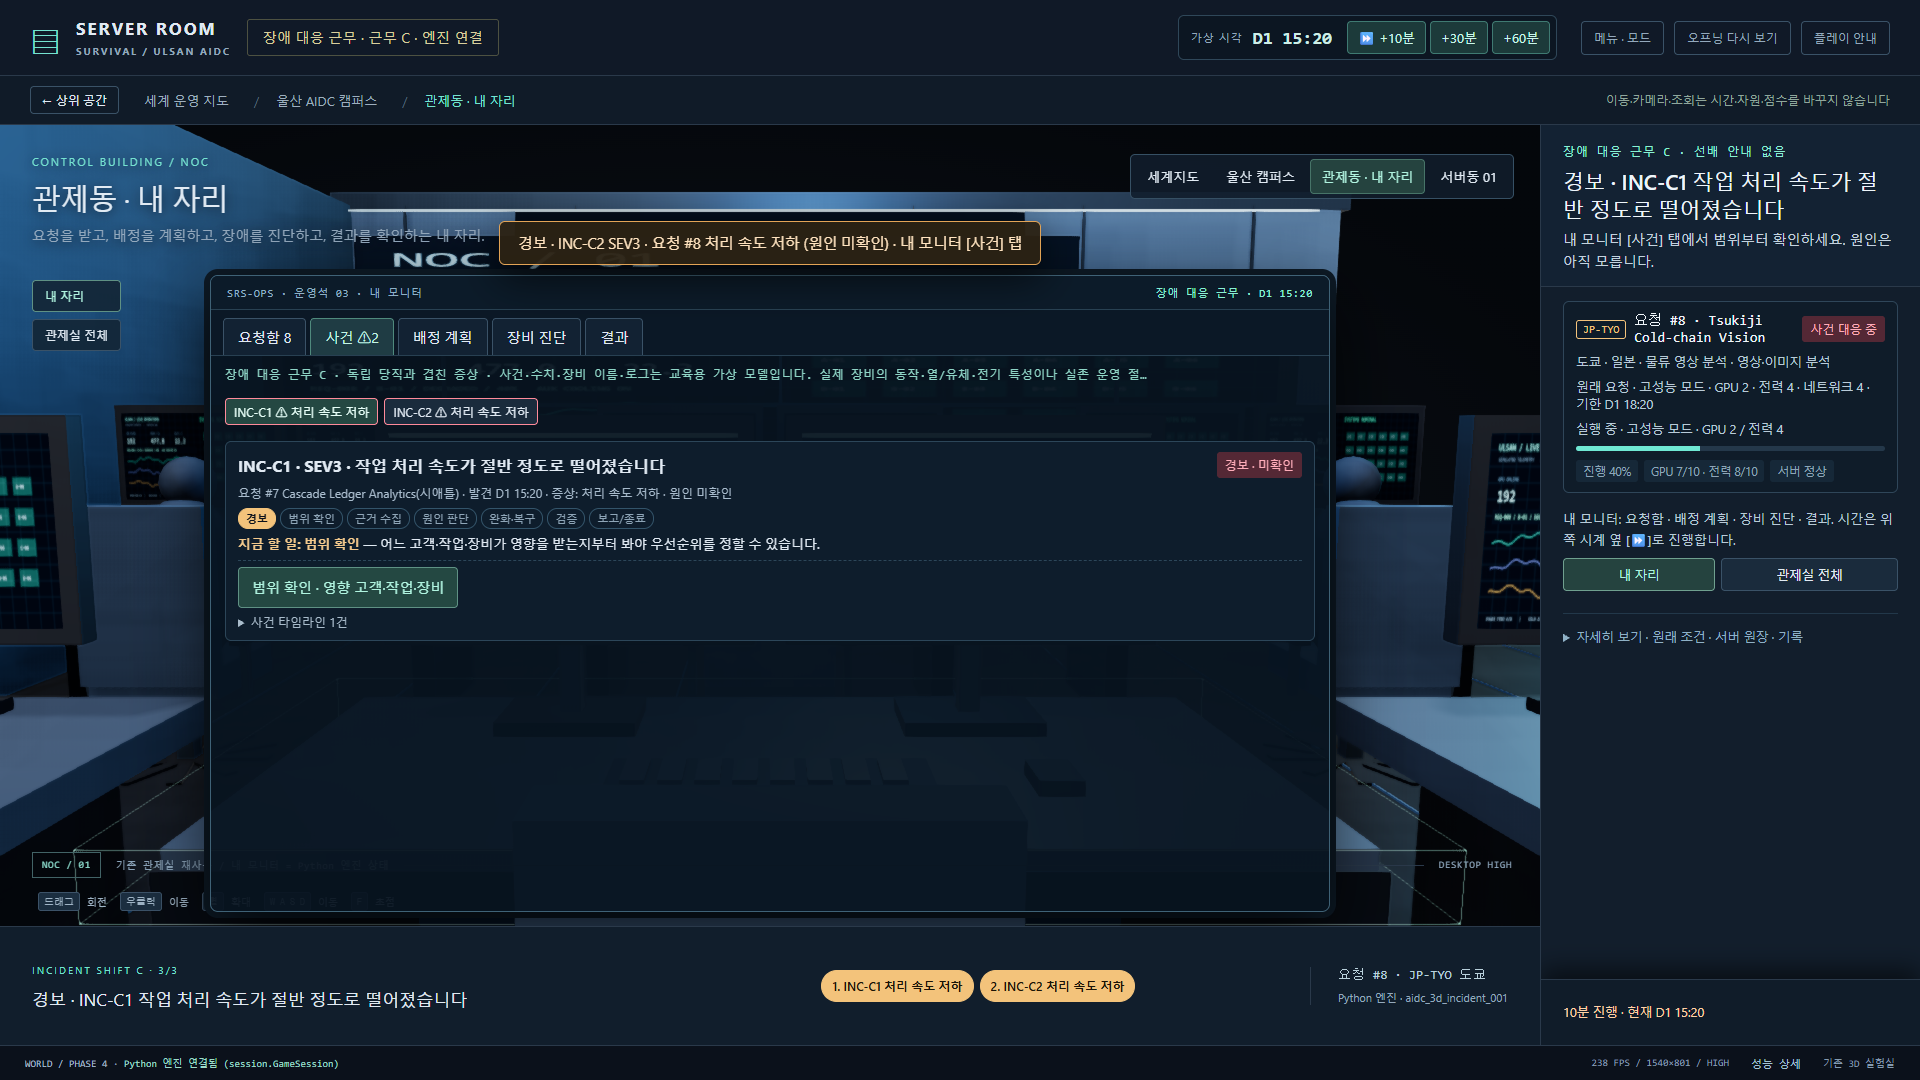 SERVER ROOM
SURVIVAL / ULSAN AIDC
장애 대응 근무 · 근무 C · 엔진 연결
가상 시각 D1 15:20 ⏩ +10분 +30분 +60분
메뉴 · 모드 오프닝 다시 보기 플레이 안내
← 상위 공간 세계 운영 지도 / 울산 AIDC 캠퍼스 / 관제동 · 내 자리
이동·카메라·조회는 시간·자원·점수를 바꾸지 않습니다
CONTROL BUILDING / NOC
관제동 · 내 자리
요청을 받고, 배정을 계획하고, 장애를 진단하고, 결과를 확인하는 내 자리.
세계지도 울산 캠퍼스 관제동 · 내 자리 서버동 01
경보 · INC-C2 SEV3 · 요청 #8 처리 속도 저하 (원인 미확인) · 내 모니터 [사건] 탭
NOC / 01
내 자리
관제실 전체
SRS-OPS · 운영석 03 · 내 모니터
장애 대응 근무 · D1 15:20
요청함 8 사건 ⚠2 배정 계획 장비 진단 결과
장애 대응 근무 C · 독립 당직과 겹친 증상 · 사건·수치·장비 이름·로그는 교육용 가상 모델입니다. 실제 장비의 동작·열/유체·전기 특성이나 실존 운영 절…
INC-C1 ⚠ 처리 속도 저하 INC-C2 ⚠ 처리 속도 저하
INC-C1 · SEV3 · 작업 처리 속도가 절반 정도로 떨어졌습니다
경보 · 미확인
요청 #7 Cascade Ledger Analytics(시애틀) · 발견 D1 15:20 · 증상: 처리 속도 저하 · 원인 미확인
경보 범위 확인 근거 수집 원인 판단 완화·복구 검증 보고/종료
지금 할 일: 범위 확인 — 어느 고객·작업·장비가 영향을 받는지부터 봐야 우선순위를 정할 수 있습니다.
범위 확인 · 영향 고객·작업·장비
▶ 사건 타임라인 1건
192
NOC / 01 기존 관제실 재사
DESKTOP HIGH
드래그 회전 우클릭 이동
장애 대응 근무 C · 선배 안내 없음
경보 · INC-C1 작업 처리 속도가 절
반 정도로 떨어졌습니다
내 모니터 [사건] 탭에서 범위부터 확인하세요. 원인은
아직 모릅니다.
JP-TYO 요청 #8 · Tsukiji
Cold-chain Vision
사건 대응 중
도쿄 · 일본 · 물류 영상 분석 · 영상·이미지 분석
원래 요청 · 고성능 모드 · GPU 2 · 전력 4 · 네트워크 4 ·
기한 D1 18:20
실행 중 · 고성능 모드 · GPU 2 / 전력 4
진행 40% GPU 7/10 · 전력 8/10 서버 정상
내 모니터: 요청함 · 배정 계획 · 장비 진단 · 결과. 시간은 위
쪽 시계 옆 [⏩]로 진행합니다.
내 자리 관제실 전체
▶ 자세히 보기 · 원래 조건 · 서버 원장 · 기록
10분 진행 · 현재 D1 15:20
INCIDENT SHIFT C · 3/3
경보 · INC-C1 작업 처리 속도가 절반 정도로 떨어졌습니다
1. INC-C1 처리 속도 저하 2. INC-C2 처리 속도 저하
요청 #8 · JP-TYO 도쿄
Python 엔진 · aidc_3d_incident_001
WORLD / PHASE 4 · Python 엔진 연결됨 (session.GameSession)
238 FPS / 1540×801 / HIGH 성능 상세 기존 3D 실험실